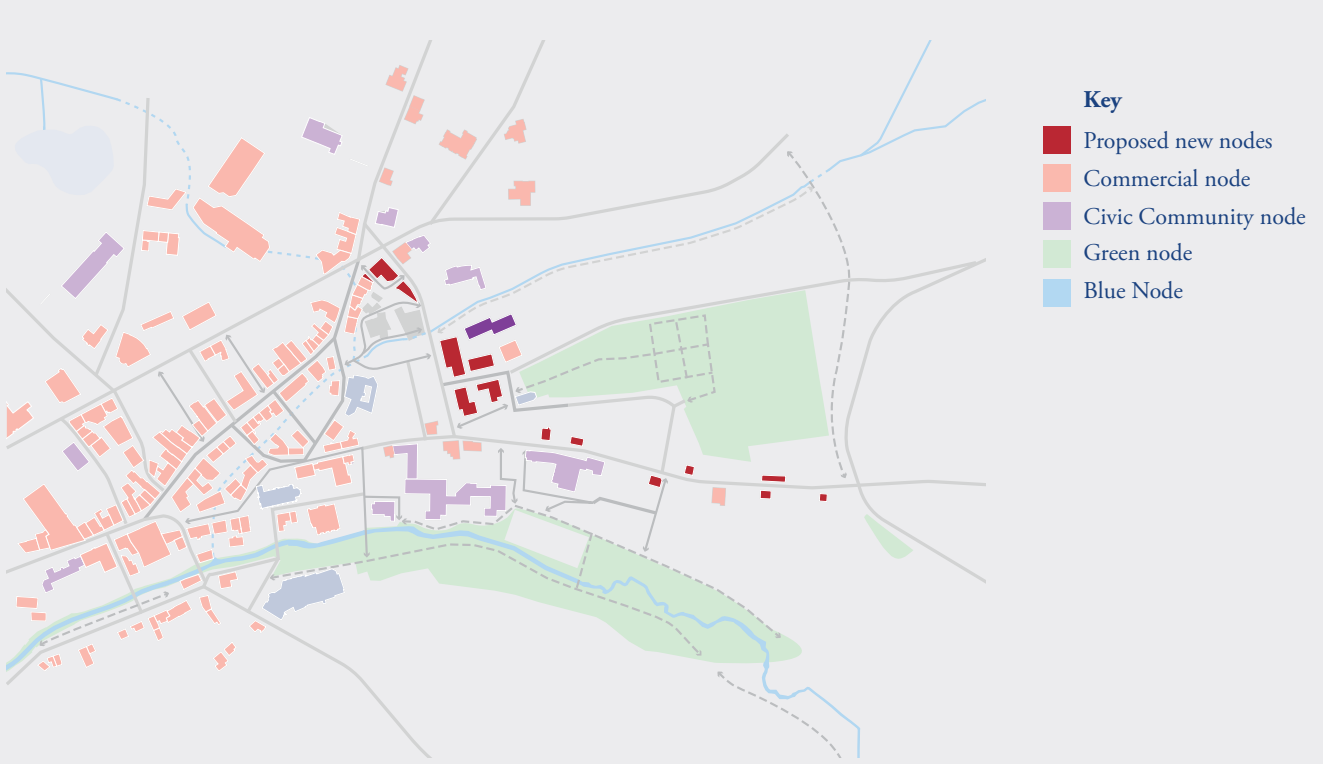 Key
Proposed new nodes
Commercial node
Civic Community node
Green node
Blue Node